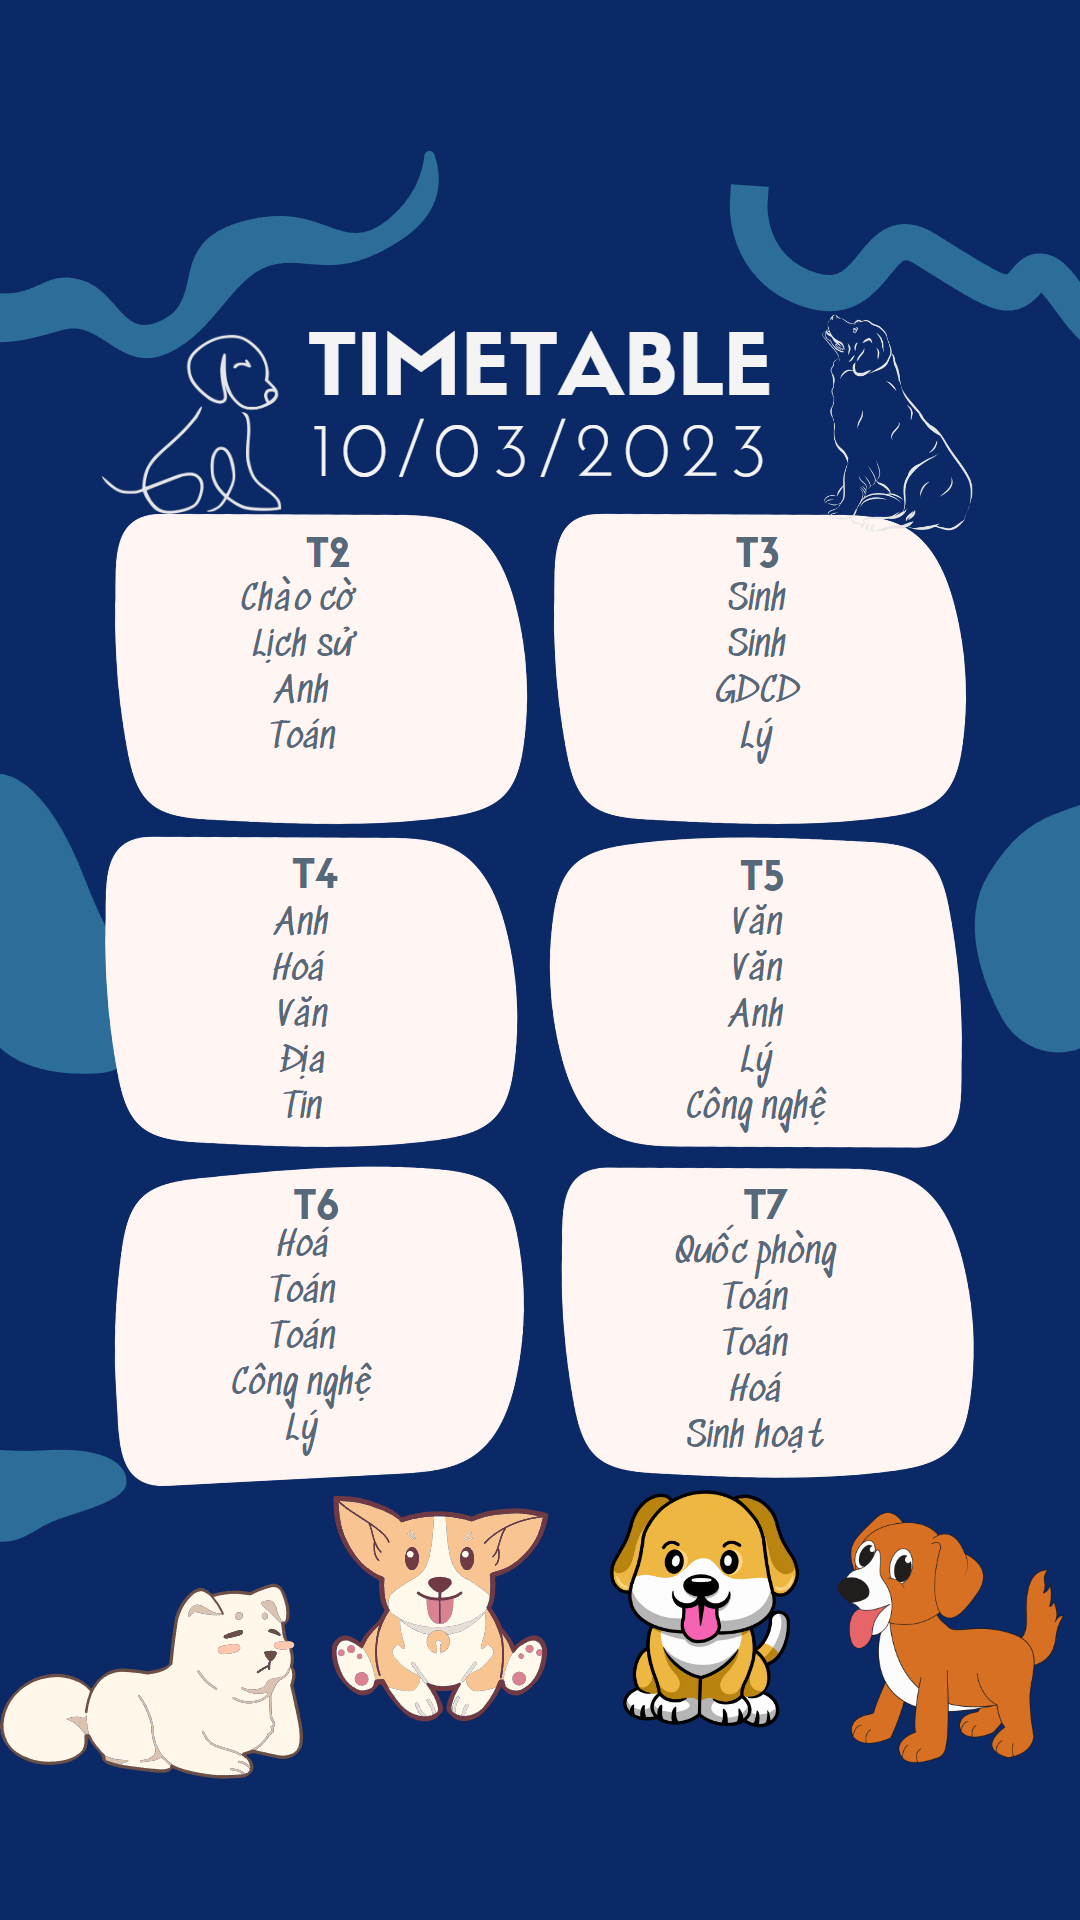 TIMETABLE
10/03/2023
T2
Chào cờ
Lịch sử
Anh
Toán
T3
Sinh
Sinh
GDCD
Lý
T4
Anh
Hoá
Văn
Địa
Tin
T5
Văn
Văn
Anh
Lý
Công nghệ
T6
Hoá
Toán
Toán
Công nghệ
Lý
T7
Quốc phòng
Toán
Toán
Hoá
Sinh hoạt